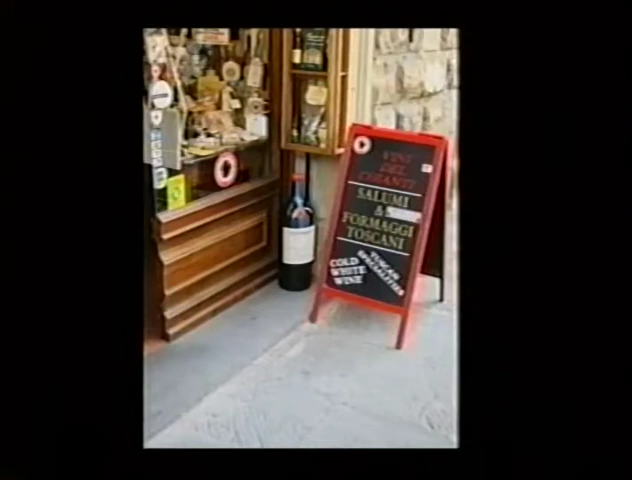 VINI
DEL
CHIANTI
SALUMI
&
FORMAGGI
TOSCANI
COLD
WHITE
WINE
TUSCAN
SPECIALITIES